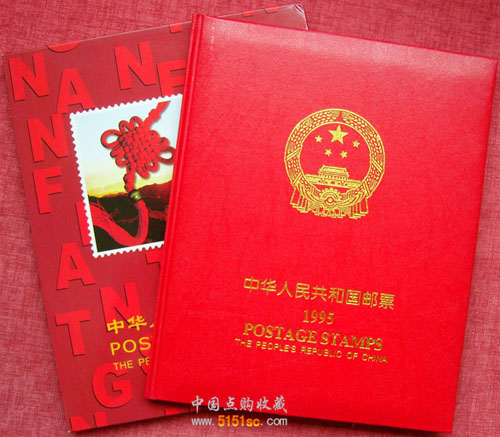 中华人民共和国邮票
1995
POSTAGE STAMPS
THE PEOPLE'S REPUBLIC OF CHINA
中华人
POS
THE PEO
中国点购收藏
www.5151sc.com